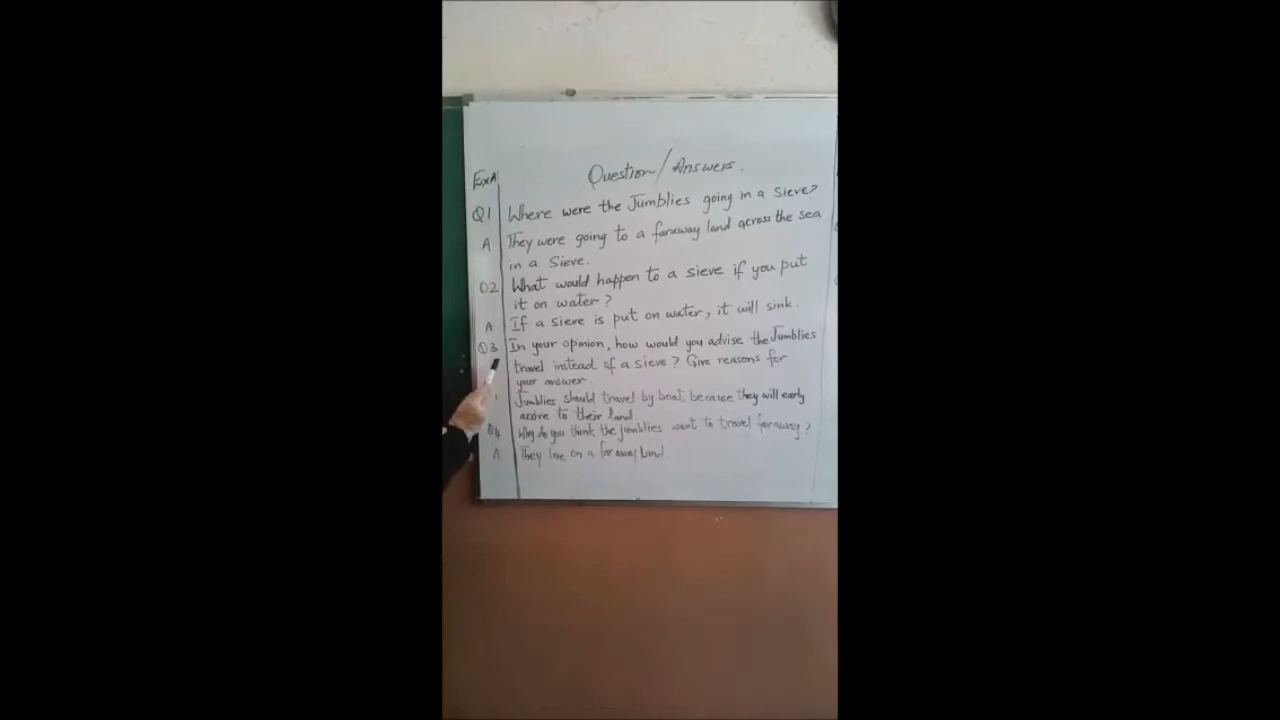 Question/Answers.
Ex A
Q1 Where were the Jumblies going in a Sieve?
A They were going to a faraway land across the sea
in a Sieve.
Q2 What would happen to a sieve if you put
it on water?
A If a sieve is put on water, it will sink.
Q3 In your opinion, how would you advise the Jumblies
travel instead of a sieve? Give reasons for
your answer.
Jumblies should travel by boat because they will early
arrive to their land.
Q4 Why do you think the jumblies want to travel faraway?
A They live on a faraway land.